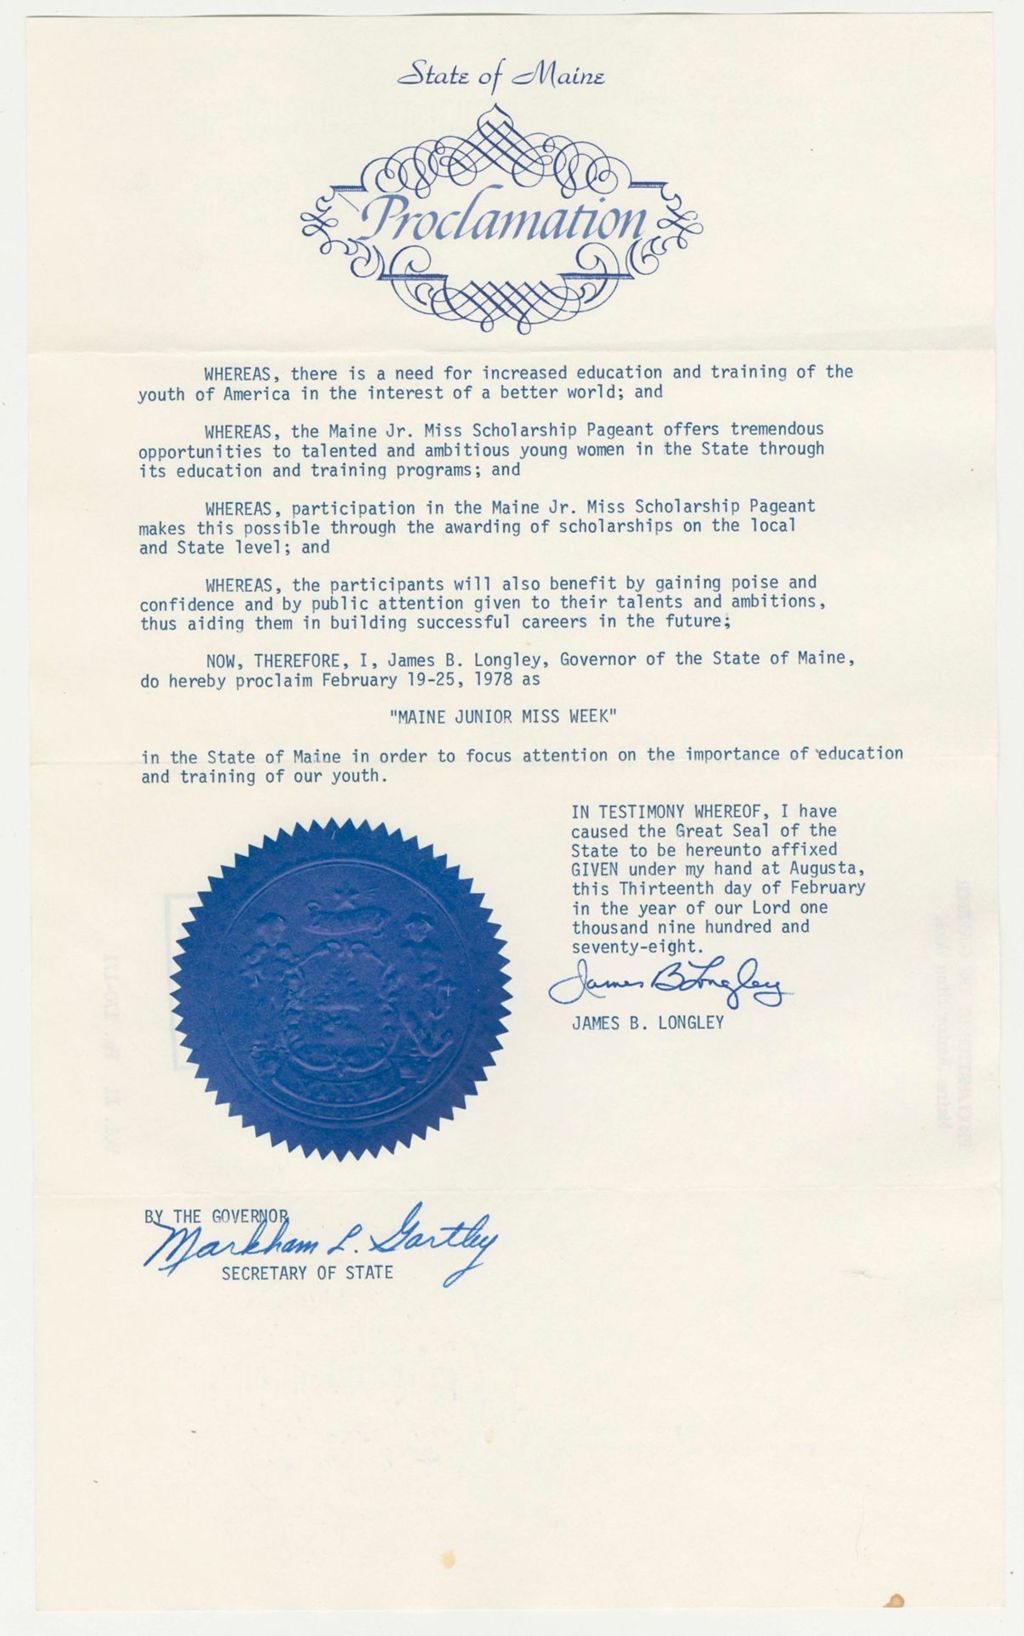 State of Maine
Proclamation
WHEREAS, there is a need for increased education and training of the
youth of America in the interest of a better world; and
WHEREAS, the Maine Jr. Miss Scholarship Pageant offers tremendous
opportunities to talented and ambitious young women in the State through
its education and training programs; and
WHEREAS, participation in the Maine Jr. Miss Scholarship Pageant
makes this possible through the awarding of scholarships on the local
and State level; and
WHEREAS, the participants will also benefit by gaining poise and
confidence and by public attention given to their talents and ambitions,
thus aiding them in building successful careers in the future;
NOW, THEREFORE, I, James B. Longley, Governor of the State of Maine,
do hereby proclaim February 19-25, 1978 as
"MAINE JUNIOR MISS WEEK"
in the State of Maine in order to focus attention on the importance of education
and training of our youth.
IN TESTIMONY WHEREOF, I have
caused the Great Seal of the
State to be hereunto affixed
GIVEN under my hand at Augusta,
this Thirteenth day of February
in the year of our Lord one
thousand nine hundred and
seventy-eight.
James B Longley
JAMES B. LONGLEY
BY THE GOVERNOR
Markham L. Gartley
SECRETARY OF STATE